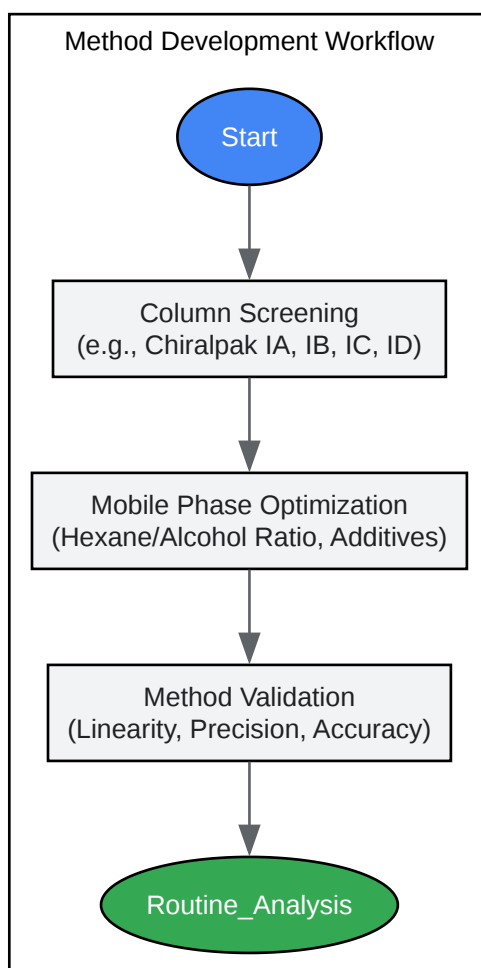 Method Development Workflow
Start
Column Screening
(e.g., Chiralpak IA, IB, IC, ID)
Mobile Phase Optimization
(Hexane/Alcohol Ratio, Additives)
Method Validation
(Linearity, Precision, Accuracy)
Routine_Analysis